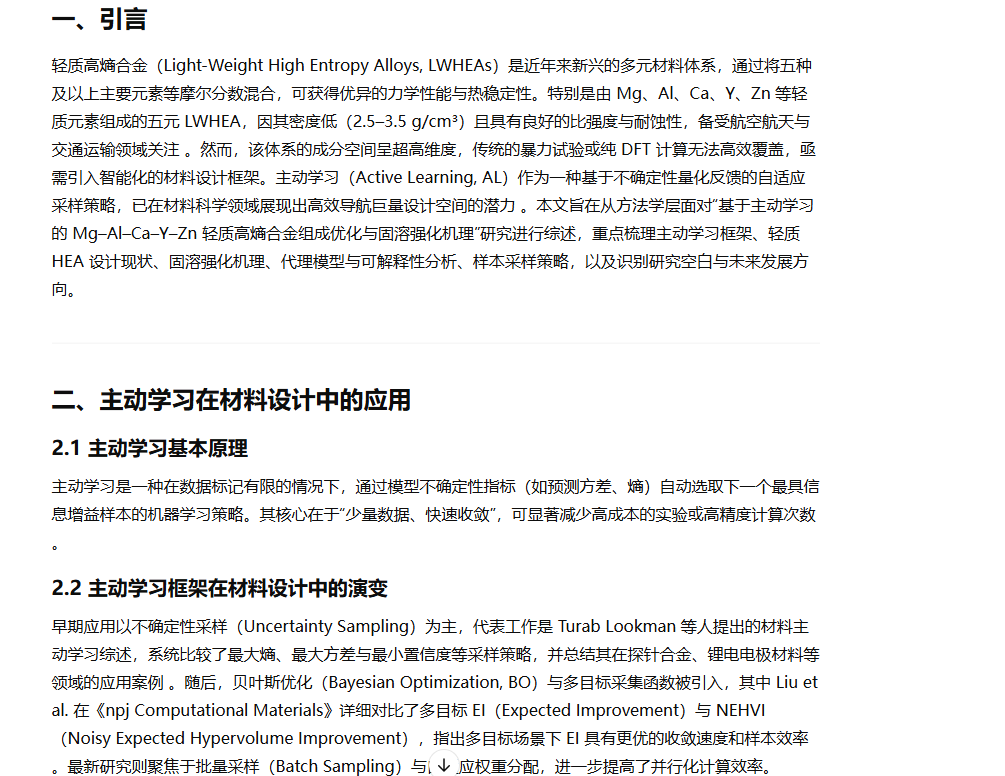 一、引言
轻质高熵合金（Light-Weight High Entropy Alloys, LWHEAs）是近年来新兴的多元材料体系，通过将五种
及以上主要元素等摩尔分数混合，可获得优异的力学性能与热稳定性。特别是由 Mg、Al、Ca、Y、Zn 等轻
质元素组成的五元 LWHEA，因其密度低（2.5–3.5 g/cm³）且具有良好的比强度与耐蚀性，备受航空航天与
交通运输领域关注 。然而，该体系的成分空间呈超高维度，传统的暴力试验或纯 DFT 计算无法高效覆盖，亟
需引入智能化的材料设计框架。主动学习（Active Learning, AL）作为一种基于不确定性量化反馈的自适应
采样策略，已在材料科学领域展现出高效导航巨量设计空间的潜力 。本文旨在从方法学层面对“基于主动学习
的 Mg–Al–Ca–Y–Zn 轻质高熵合金组成优化与固溶强化机理”研究进行综述，重点梳理主动学习框架、轻质
HEA 设计现状、固溶强化机理、代理模型与可解释性分析、样本采样策略，以及识别研究空白与未来发展方
向。
二、主动学习在材料设计中的应用
2.1 主动学习基本原理
主动学习是一种在数据标记有限的情况下，通过模型不确定性指标（如预测方差、熵）自动选取下一个最具信
息增益样本的机器学习策略。其核心在于“少量数据、快速收敛”，可显著减少高成本的实验或高精度计算次数
。
2.2 主动学习框架在材料设计中的演变
早期应用以不确定性采样（Uncertainty Sampling）为主，代表工作是 Turab Lookman 等人提出的材料主
动学习综述，系统比较了最大熵、最大方差与最小置信度等采样策略，并总结其在探针合金、锂电电极材料等
领域的应用案例 。随后，贝叶斯优化（Bayesian Optimization, BO）与多目标采集函数被引入，其中 Liu et
al. 在《npj Computational Materials》详细对比了多目标 EI（Expected Improvement）与 NEHVI
（Noisy Expected Hypervolume Improvement），指出多目标场景下 EI 具有更优的收敛速度和样本效率
。最新研究则聚焦于批量采样（Batch Sampling）与 应权重分配，进一步提高了并行化计算效率。